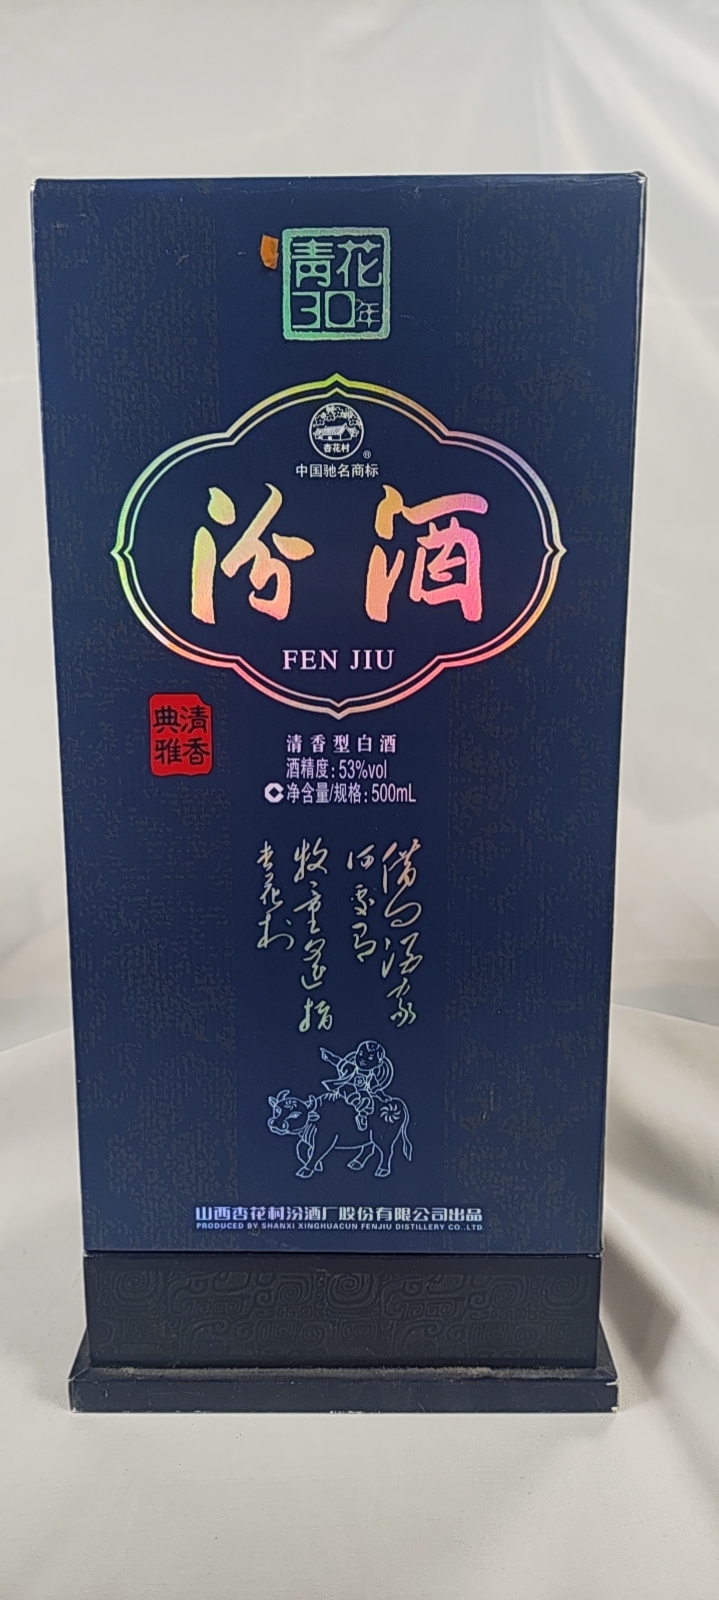 青花
30年
杏花村
®
中国驰名商标
汾酒
FEN JIU
清香
典雅
清香型白酒
酒精度:53%vol
净含量/规格:500mL
借问酒家
何处有
牧童遥指
杏花村
山西杏花村汾酒厂股份有限公司出品
PRODUCED BY SHANXI XINGHUACUN FENJIU DISTILLERY CO.,LTD